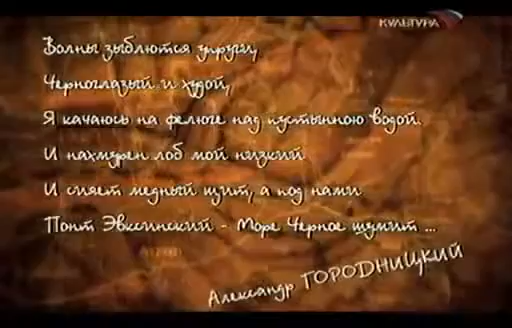 КУЛЬТУРА
Волны зыблются упруги,
Черноглазый и худой,
Я качаюсь на фелюге над пустынною водой.
И нахмурен лоб мой низкий
И сияет медный щит, а под нами
Понт Эвксинский - Море Черное шумит ...
Александр ГОРОДНИЦКИЙ